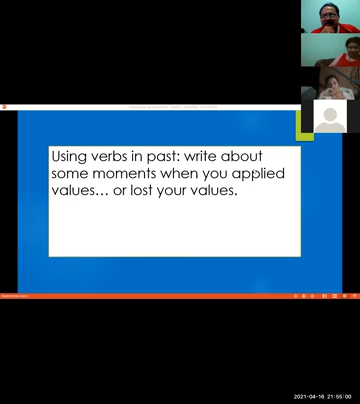 Using verbs in past: write about
some moments when you applied
values... or lost your values.
2021-04-16 21:55:00